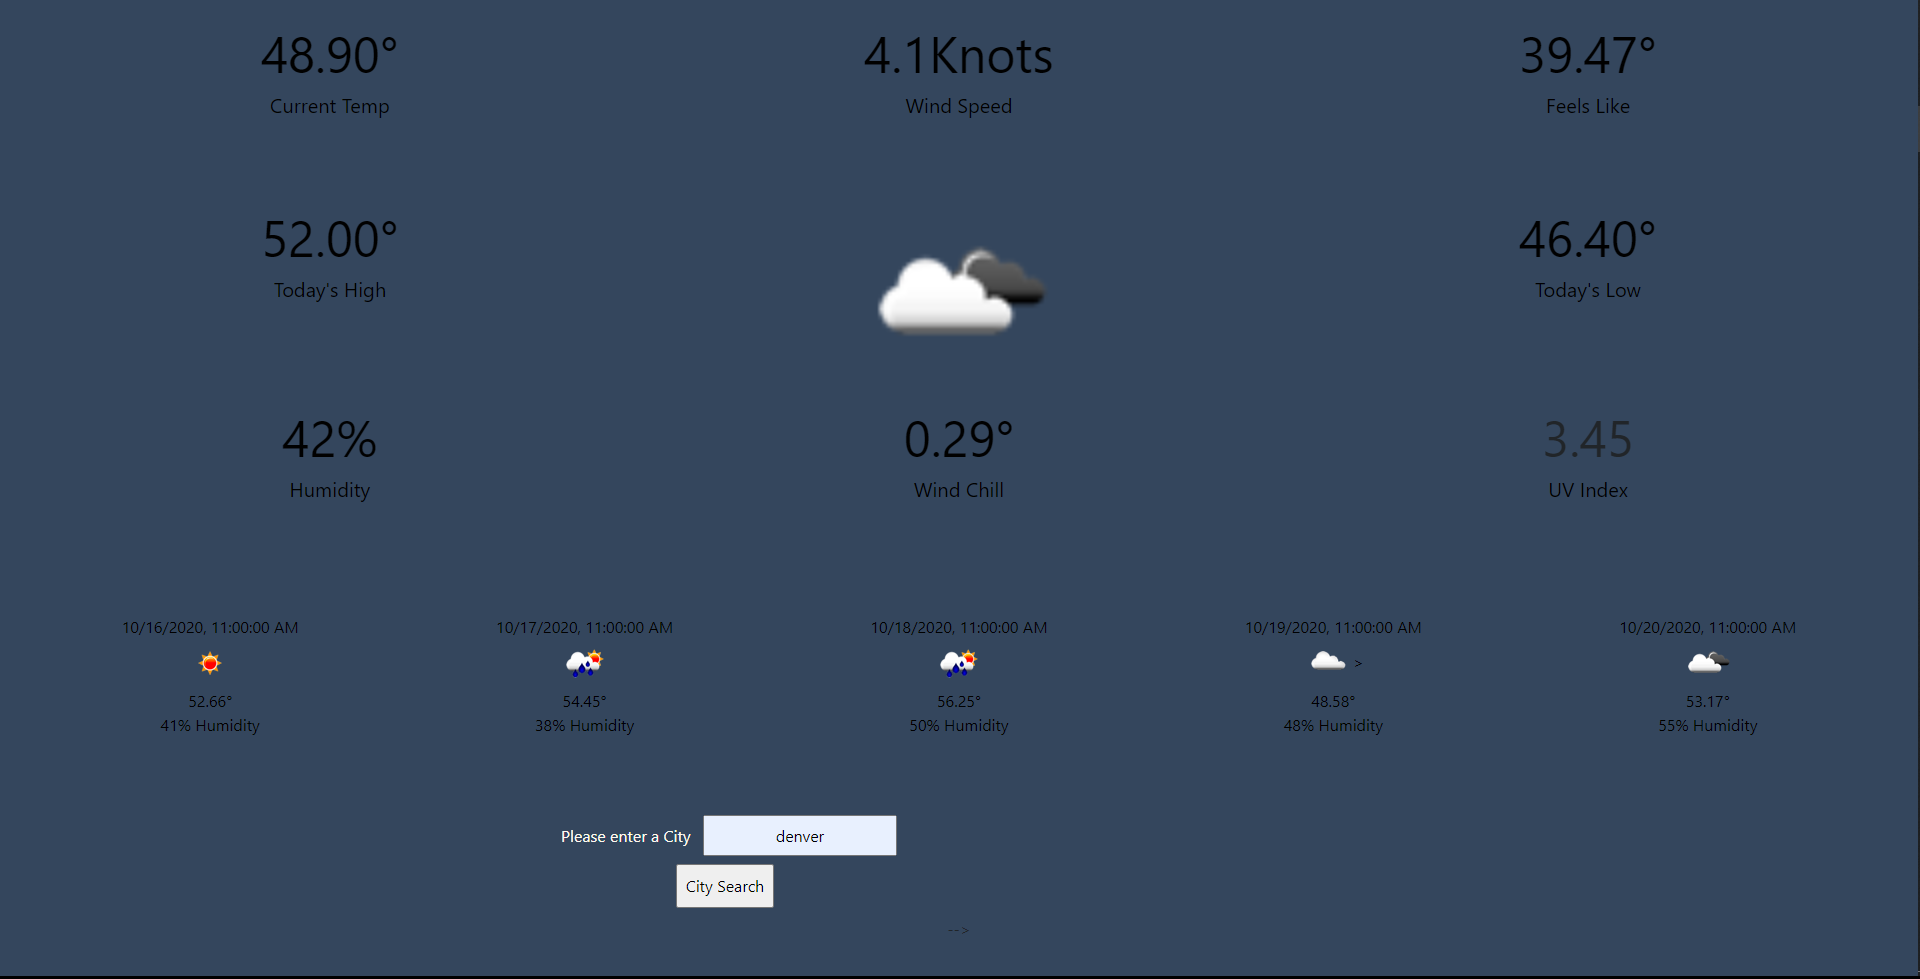 48.90°
4.1Knots
39.47°
Current Temp
Wind Speed
Feels Like
52.00°
46.40°
Today's High
Today's Low
42%
0.29°
3.45
Humidity
Wind Chill
UV Index
10/16/2020, 11:00:00 AM
10/17/2020, 11:00:00 AM
10/18/2020, 11:00:00 AM
10/19/2020, 11:00:00 AM
10/20/2020, 11:00:00 AM
>
52.66°
54.45°
56.25°
48.58°
53.17°
41% Humidity
38% Humidity
50% Humidity
48% Humidity
55% Humidity
Please enter a City
denver
City Search
-->